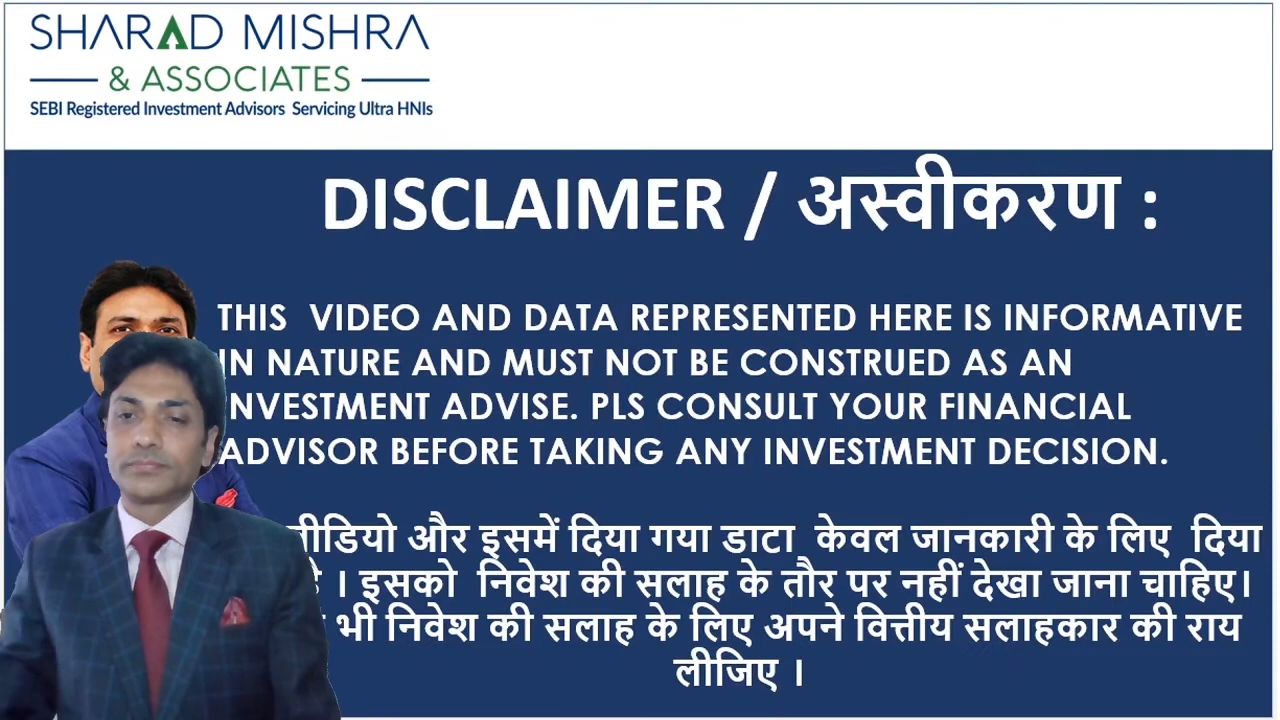 SHARAD MISHRA
& ASSOCIATES
SEBI Registered Investment Advisors Servicing Ultra HNIs
DISCLAIMER / अस्वीकरण :
THIS VIDEO AND DATA REPRESENTED HERE IS INFORMATIVE
IN NATURE AND MUST NOT BE CONSTRUED AS AN
INVESTMENT ADVISE. PLS CONSULT YOUR FINANCIAL
ADVISOR BEFORE TAKING ANY INVESTMENT DECISION.
वीडियो और इसमें दिया गया डाटा केवल जानकारी के लिए दिया
। इसको निवेश की सलाह के तौर पर नहीं देखा जाना चाहिए।
भी निवेश की सलाह के लिए अपने वित्तीय सलाहकार की राय
लीजिए ।